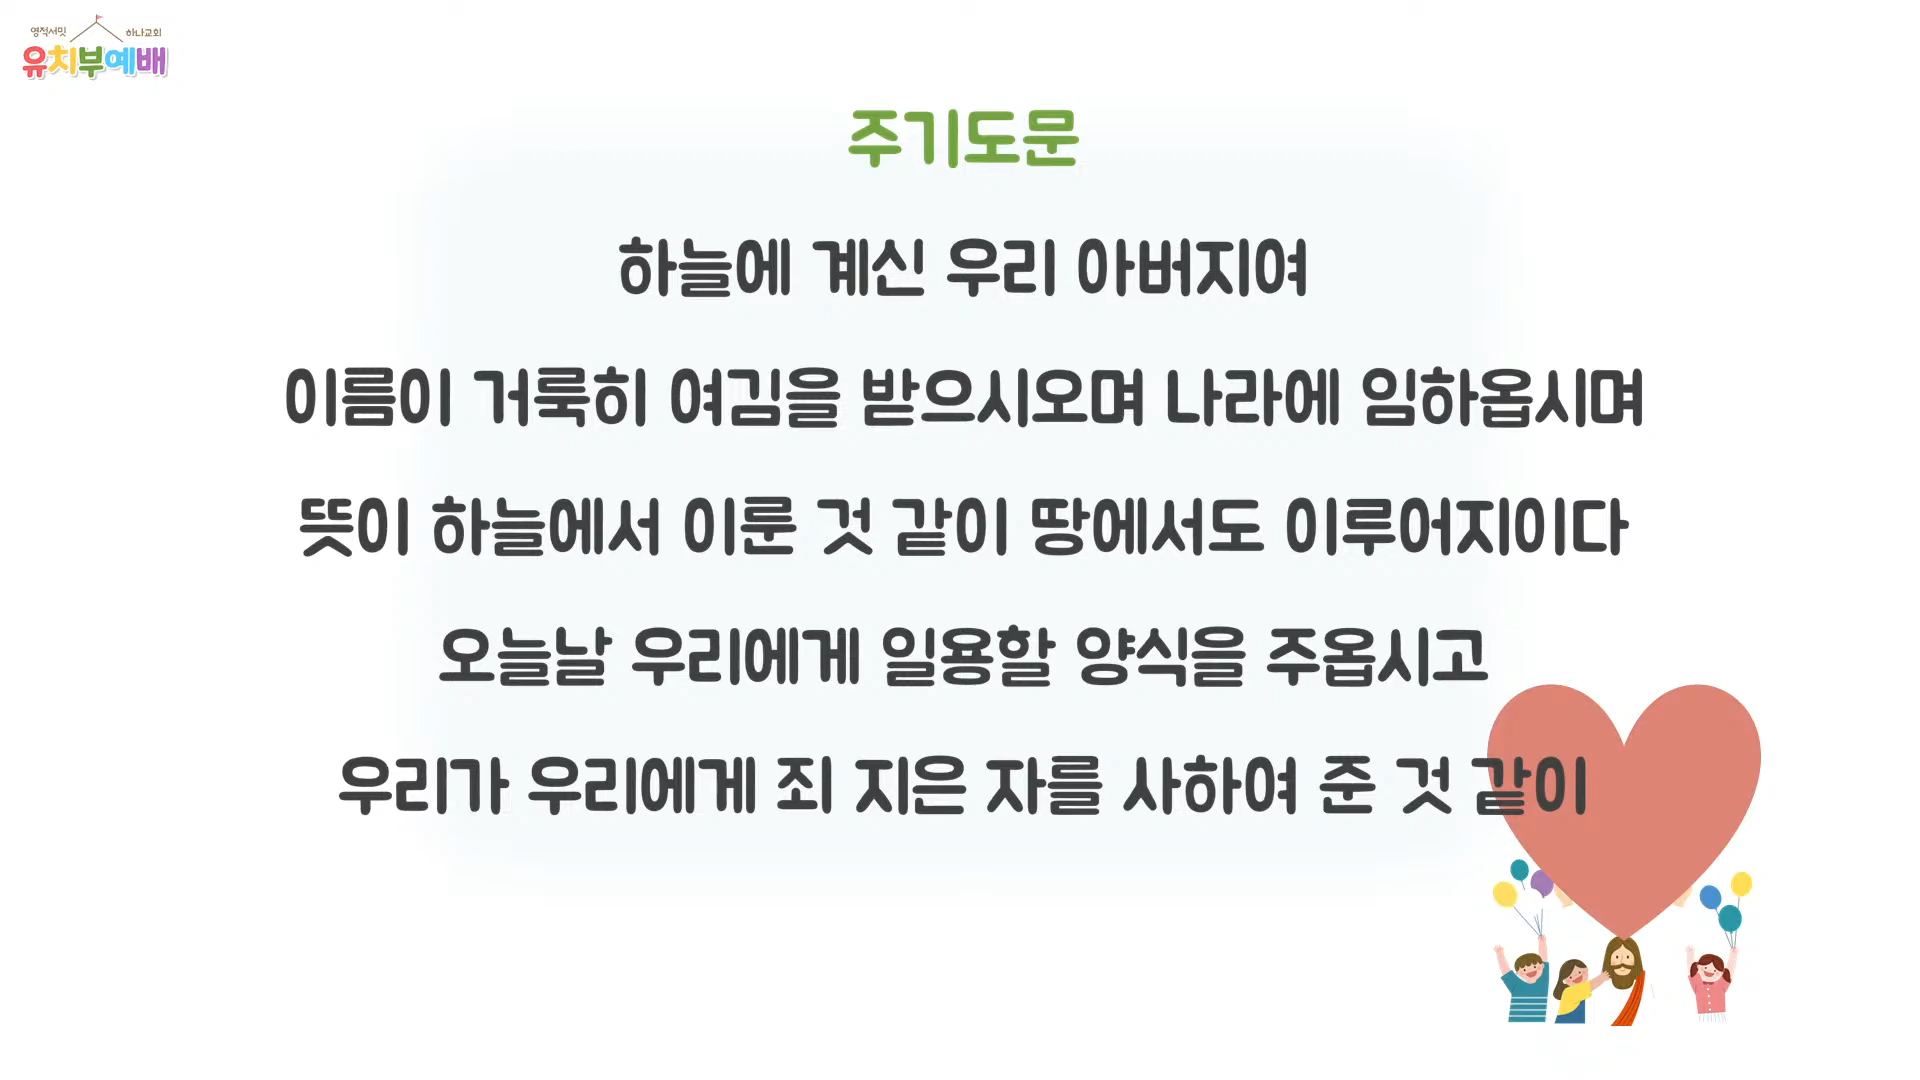 영적서밋 하나교회
유치부예배
주기도문
하늘에 계신 우리 아버지여
이름이 거룩히 여김을 받으시오며 나라에 임하옵시며
뜻이 하늘에서 이룬 것 같이 땅에서도 이루어지이다
오늘날 우리에게 일용할 양식을 주옵시고
우리가 우리에게 죄 지은 자를 사하여 준 것 같이